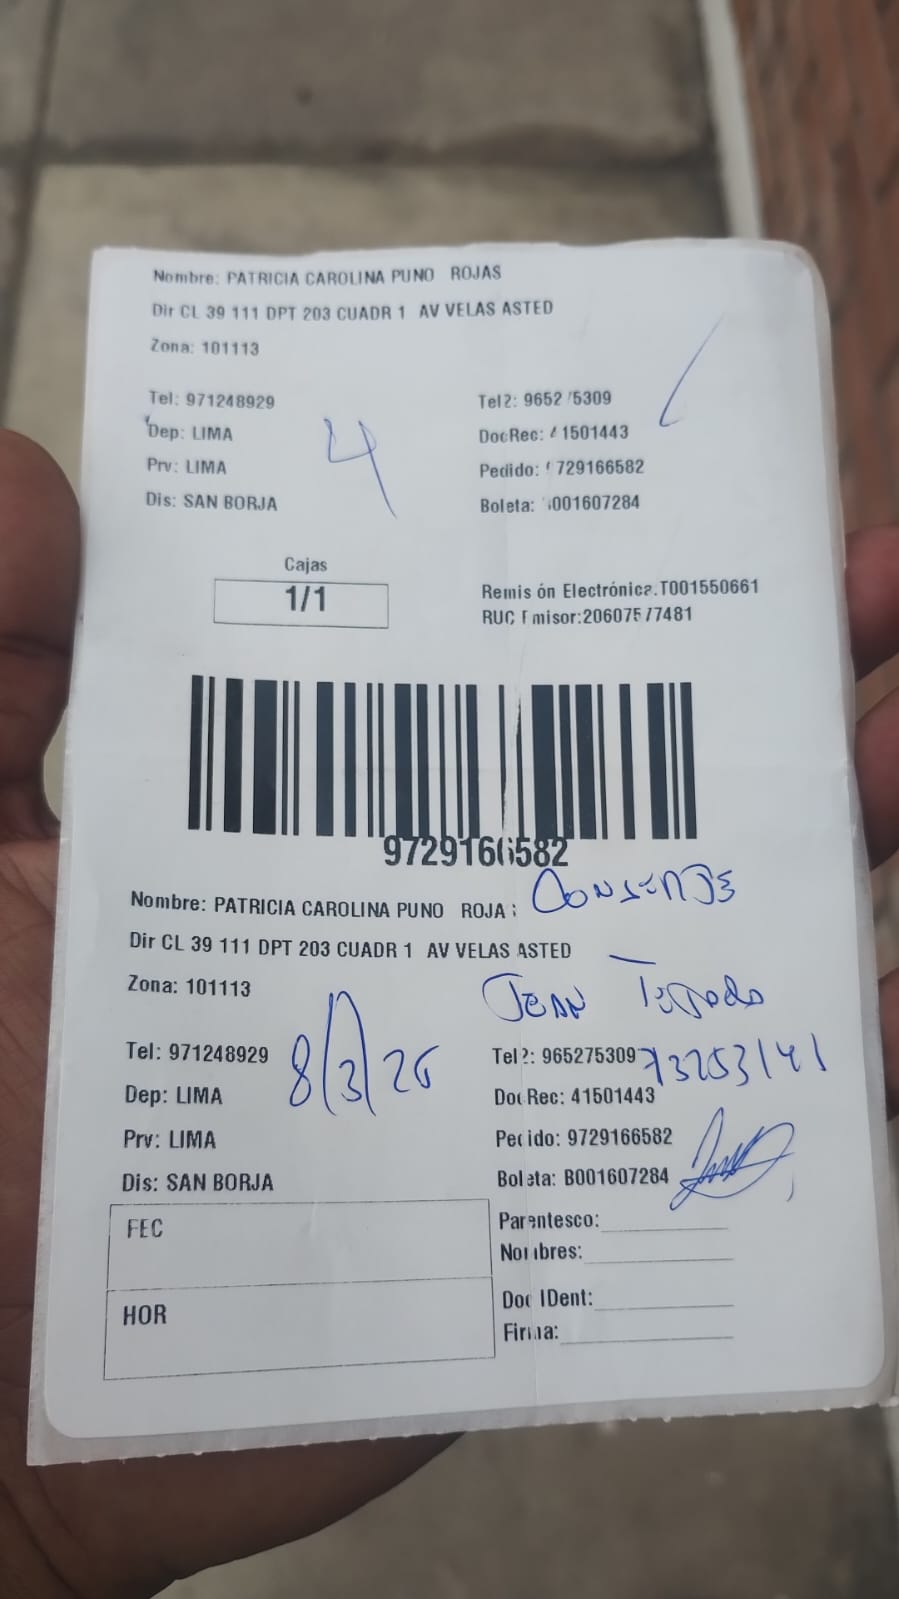 Nombre: PATRICIA CAROLINA PUNO ROJAS
Dir CL 39 111 DPT 203 CUADR 1 AV VELAS ASTED
Zona: 101113
Tel: 971248929 Tel2: 9652 5309
Dep: LIMA DocRec: 1501443
Prv: LIMA Pedido: 729166582
Dis: SAN BORJA Boleta: 001607284
4
Cajas
1/1
Remisión Electrónica.T001550661
RUC Emisor:20607577481
9729166582
CONSERJE
Nombre: PATRICIA CAROLINA PUNO ROJA
Dir CL 39 111 DPT 203 CUADR 1 AV VELAS ASTED
Zona: 101113
JEAN
Tel: 971248929 Tel2: 965275309
73253141
8/3/26
Dep: LIMA DocRec: 41501443
Prv: LIMA Pedido: 9729166582
Dis: SAN BORJA Boleta: B001607284
FEC
Parentesco:
Nombres:
HOR
Doc IDent:
Firma: